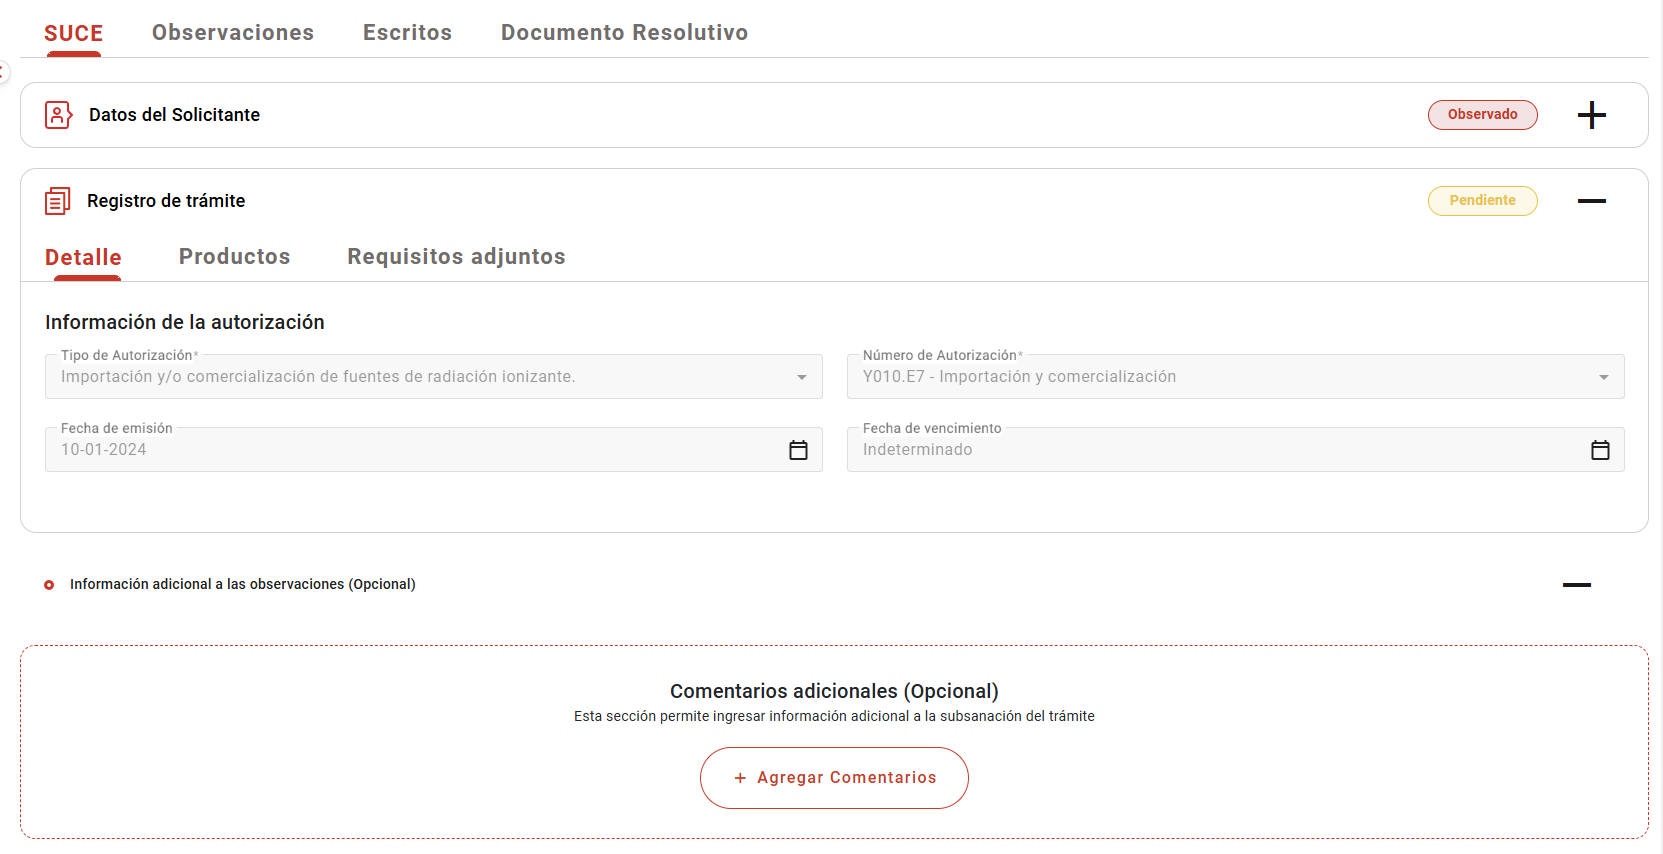 SUCE Observaciones Escritos Documento Resolutivo
Datos del Solicitante Observado
Registro de trámite Pendiente
Detalle Productos Requisitos adjuntos
Información de la autorización
Tipo de Autorización* Número de Autorización*
Importación y/o comercialización de fuentes de radiación ionizante. Y010.E7 - Importación y comercialización
Fecha de emisión Fecha de vencimiento
10-01-2024 Indeterminado
Información adicional a las observaciones (Opcional)
Comentarios adicionales (Opcional)
Esta sección permite ingresar información adicional a la subsanación del trámite
+ Agregar Comentarios